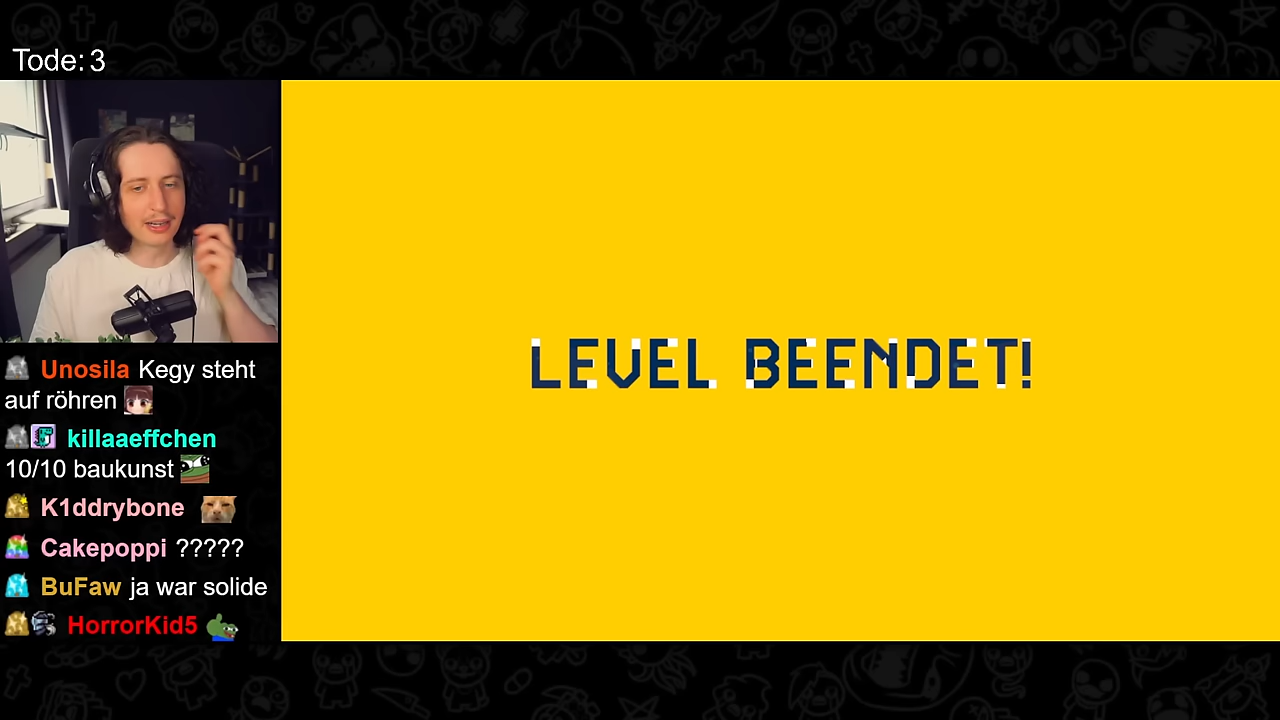 Tode: 3
LEVEL BEENDET!
Unosila Kegy steht
auf röhren
killaaeffchen
10/10 baukunst
K1ddrybone
Cakepoppi ?????
BuFaw ja war solide
HorrorKid5